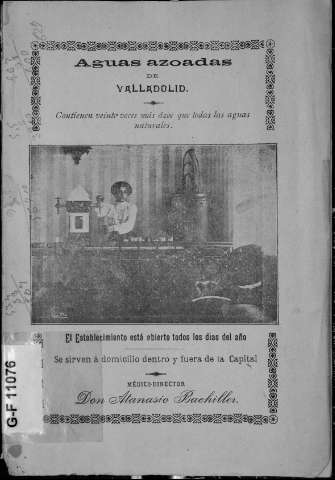 Aguas azoadas
DE
VALLADOLID.
Contienen veinte veces más ázoe que todas las aguas
naturales.
El Establecimiento está abierto todos los dias del año
Se sirven á domicilio dentro y fuera de la Capital
MÉDICO-DIRECTOR
Don Atanasio Bachiller.
G-F 11076